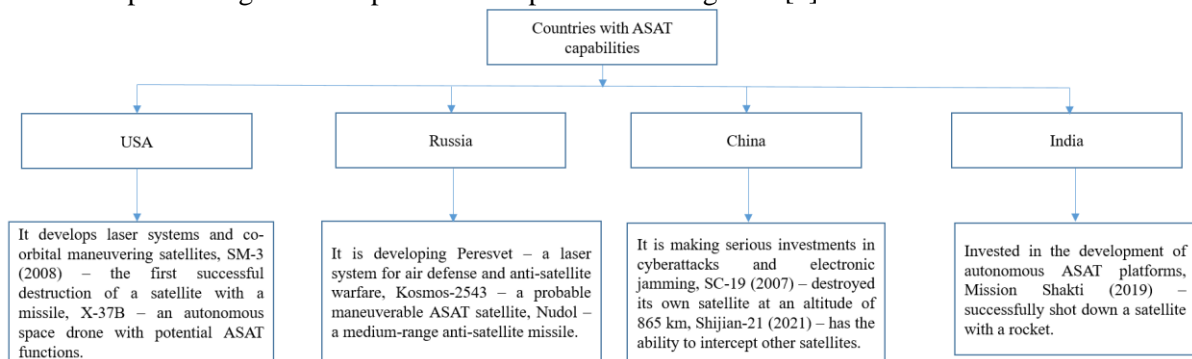 Countries with ASAT
capabilities
USA
Russia
China
India
It develops laser systems and co-
orbital maneuvering satellites, SM-3
(2008) – the first successful
destruction of a satellite with a
missile, X-37B – an autonomous
space drone with potential ASAT
functions.
It is developing Peresvet – a laser
system for air defense and anti-satellite
warfare, Kosmos-2543 – a probable
maneuverable ASAT satellite, Nudol –
a medium-range anti-satellite missile.
It is making serious investments in
cyberattacks and electronic
jamming, SC-19 (2007) – destroyed
its own satellite at an altitude of
865 km, Shijian-21 (2021) – has the
ability to intercept other satellites.
Invested in the development of
autonomous ASAT platforms,
Mission Shakti (2019) –
successfully shot down a satellite
with a rocket.